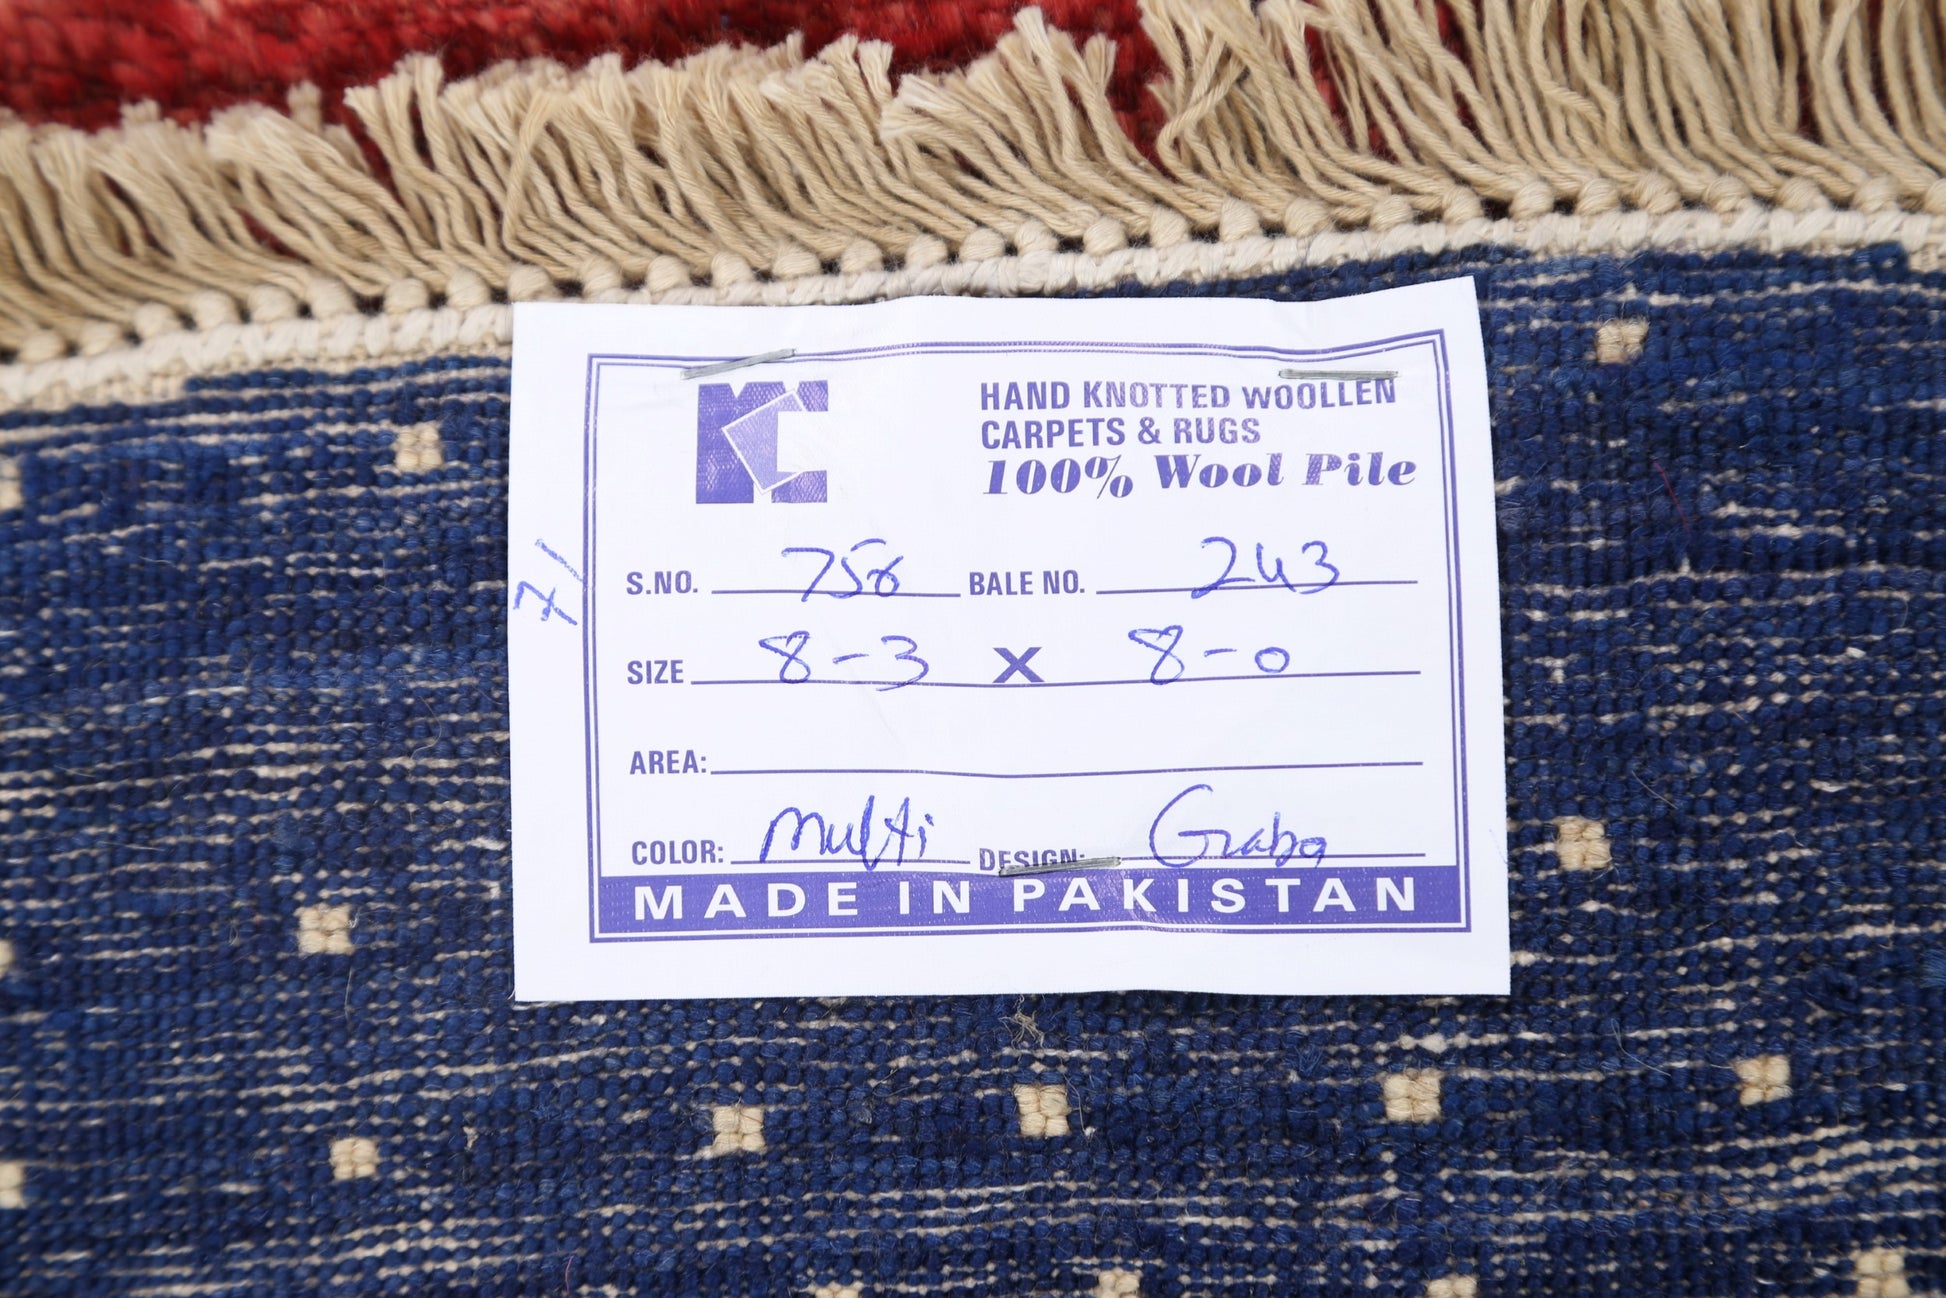 HAND KNOTTED WOOLLEN
CARPETS & RUGS
100% Wool Pile
S.NO. 758 BALE NO. 243
SIZE 8-3 X 8-0
AREA:
COLOR: Multi DESIGN: Graba
MADE IN PAKISTAN